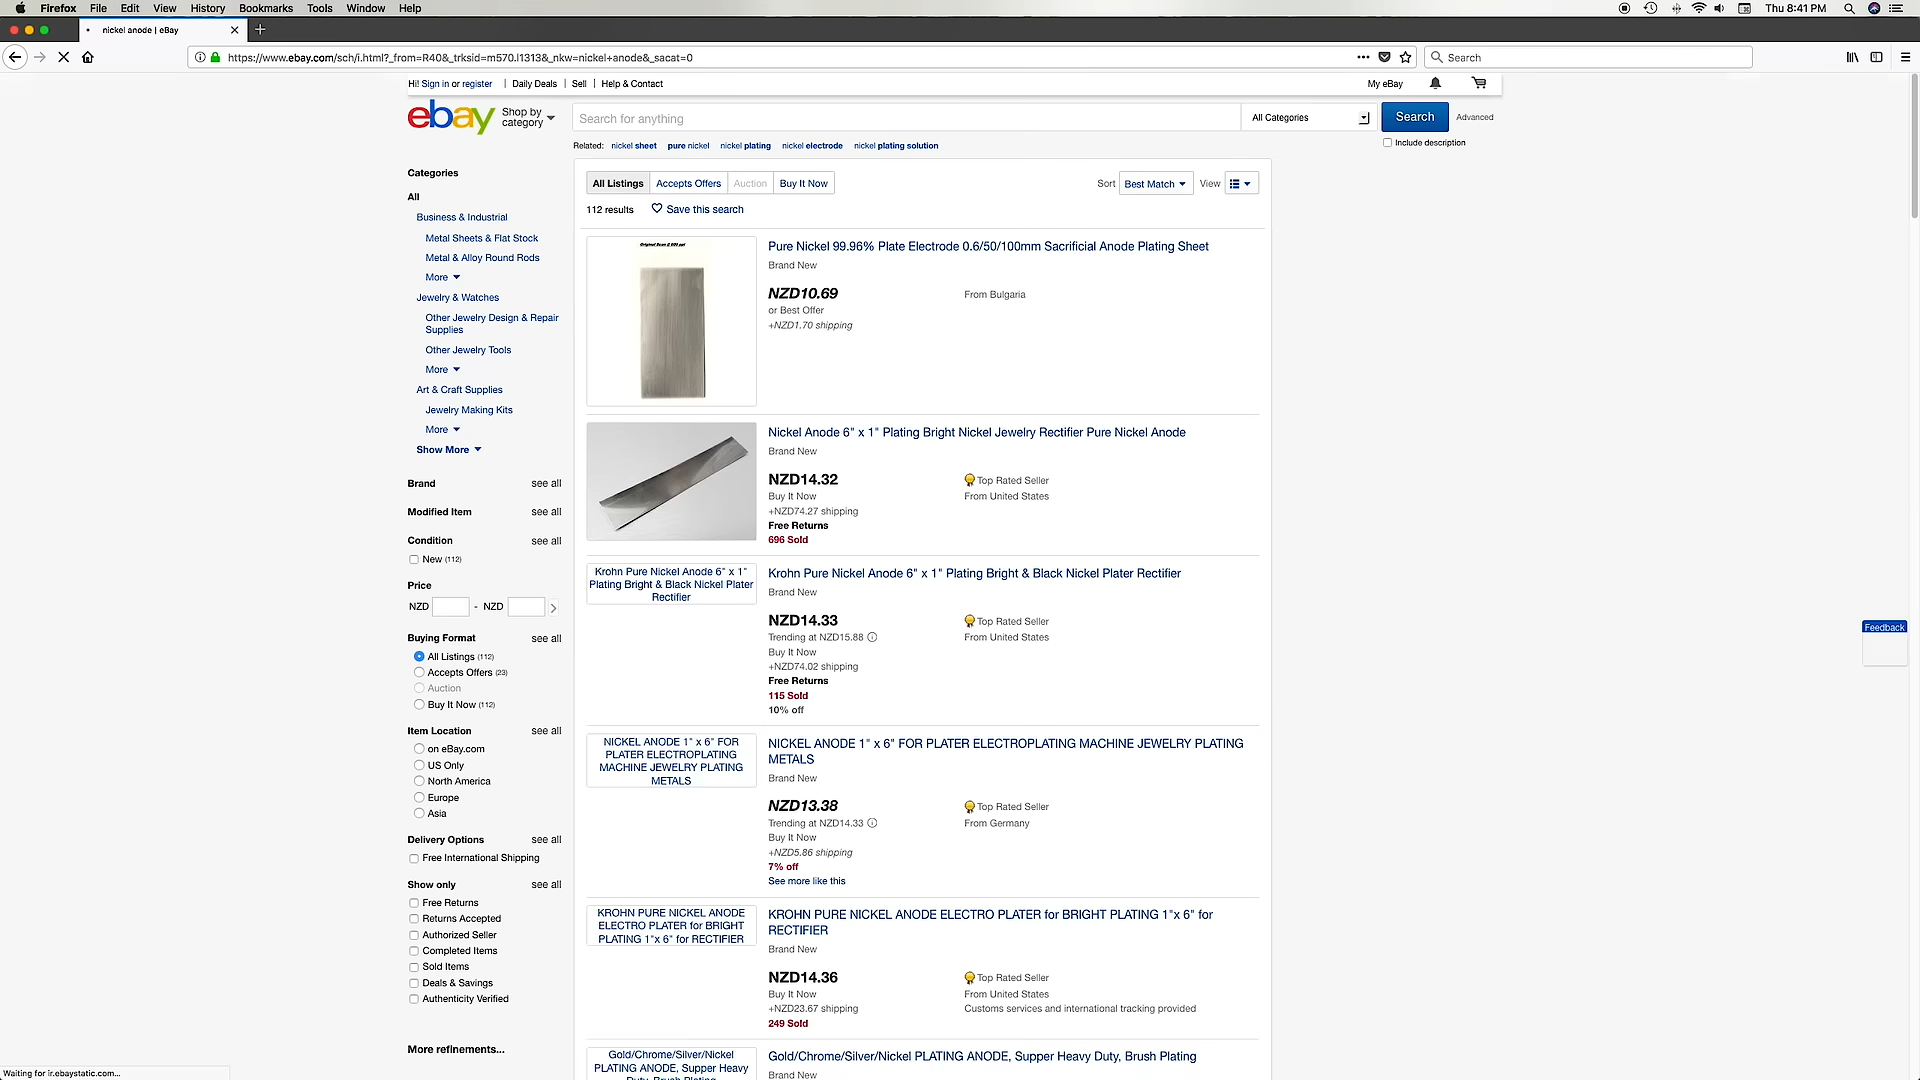 Firefox File Edit View History Bookmarks Tools Window Help Thu 8:41 PM
nickel anode | eBay
https://www.ebay.com/sch/i.html?_from=R40&_trksid=m570.l1313&_nkw=nickel+anode&_sacat=0
Search
Hi! Sign in or register | Daily Deals | Sell | Help & Contact
My eBay
ebay
Shop by
category
Search for anything
All Categories
Search
Advanced
Include description
Related: nickel sheet pure nickel nickel plating nickel electrode nickel plating solution
Categories
All
Business & Industrial
Metal Sheets & Flat Stock
Metal & Alloy Round Rods
More
Jewelry & Watches
Other Jewelry Design & Repair
Supplies
Other Jewelry Tools
More
Art & Craft Supplies
Jewelry Making Kits
More
Show More
Brand see all
Modified Item see all
Condition see all
New (112)
Price
NZD - NZD
Buying Format see all
All Listings (112)
Accepts Offers (23)
Auction
Buy It Now (112)
Item Location see all
on eBay.com
US Only
North America
Europe
Asia
Delivery Options see all
Free International Shipping
Show only see all
Free Returns
Returns Accepted
Authorized Seller
Completed Items
Sold Items
Deals & Savings
Authenticity Verified
More refinements...
All Listings Accepts Offers Auction Buy It Now
Sort Best Match View
112 results Save this search
Original Scan @ 600 ppi
Pure Nickel 99.96% Plate Electrode 0.6/50/100mm Sacrificial Anode Plating Sheet
Brand New
NZD10.69
From Bulgaria
or Best Offer
+NZD1.70 shipping
Nickel Anode 6" x 1" Plating Bright Nickel Jewelry Rectifier Pure Nickel Anode
Brand New
NZD14.32
Top Rated Seller
Buy It Now
From United States
+NZD74.27 shipping
Free Returns
696 Sold
Krohn Pure Nickel Anode 6" x 1"
Plating Bright & Black Nickel Plater
Rectifier
Krohn Pure Nickel Anode 6" x 1" Plating Bright & Black Nickel Plater Rectifier
Brand New
NZD14.33
Top Rated Seller
Trending at NZD15.88
From United States
Buy It Now
+NZD74.02 shipping
Free Returns
115 Sold
10% off
NICKEL ANODE 1" x 6" FOR
PLATER ELECTROPLATING
MACHINE JEWELRY PLATING
METALS
NICKEL ANODE 1" x 6" FOR PLATER ELECTROPLATING MACHINE JEWELRY PLATING
METALS
Brand New
NZD13.38
Top Rated Seller
Trending at NZD14.33
From Germany
Buy It Now
+NZD5.86 shipping
7% off
See more like this
KROHN PURE NICKEL ANODE
ELECTRO PLATER for BRIGHT
PLATING 1"x 6" for RECTIFIER
KROHN PURE NICKEL ANODE ELECTRO PLATER for BRIGHT PLATING 1"x 6" for
RECTIFIER
Brand New
NZD14.36
Top Rated Seller
Buy It Now
From United States
+NZD23.67 shipping
Customs services and international tracking provided
249 Sold
Gold/Chrome/Silver/Nickel
PLATING ANODE, Supper Heavy
Duty, Brush Plating
Gold/Chrome/Silver/Nickel PLATING ANODE, Supper Heavy Duty, Brush Plating
Brand New
Feedback
Waiting for ir.ebaystatic.com...